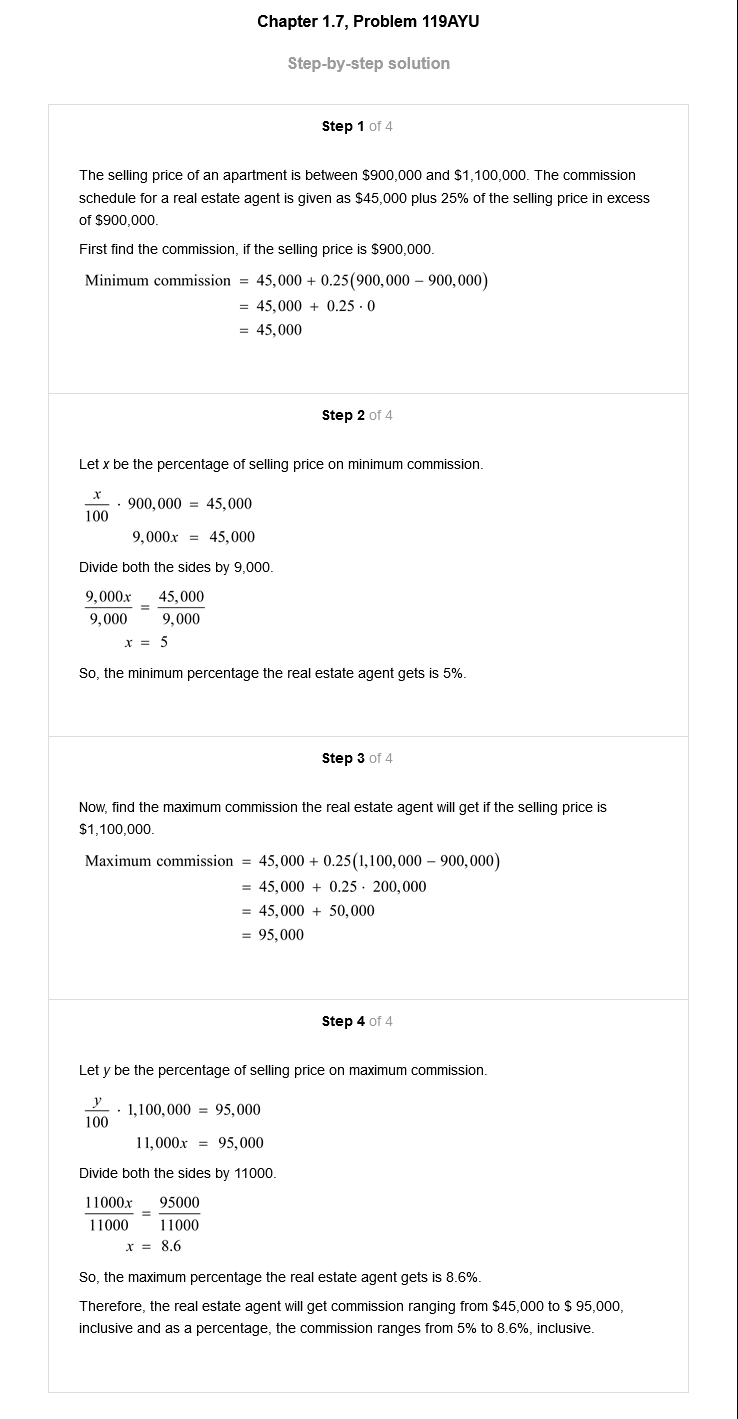 Chapter 1.7, Problem 119AYU
Step-by-step solution
Step 1 of 4
The selling price of an apartment is between $900,000 and $1,100,000. The commission
schedule for a real estate agent is given as $45,000 plus 25% of the selling price in excess
of $900,000.
First find the commission, if the selling price is $900,000.
Minimum commission = 45,000 + 0.25(900,000 − 900,000)
= 45,000 + 0.25 · 0
= 45,000
Step 2 of 4
Let x be the percentage of selling price on minimum commission.
x/100 · 900,000 = 45,000
9,000x = 45,000
Divide both the sides by 9,000.
9,000x/9,000 = 45,000/9,000
x = 5
So, the minimum percentage the real estate agent gets is 5%.
Step 3 of 4
Now, find the maximum commission the real estate agent will get if the selling price is
$1,100,000.
Maximum commission = 45,000 + 0.25(1,100,000 − 900,000)
= 45,000 + 0.25 · 200,000
= 45,000 + 50,000
= 95,000
Step 4 of 4
Let y be the percentage of selling price on maximum commission.
y/100 · 1,100,000 = 95,000
11,000x = 95,000
Divide both the sides by 11000.
11000x/11000 = 95000/11000
x = 8.6
So, the maximum percentage the real estate agent gets is 8.6%.
Therefore, the real estate agent will get commission ranging from $45,000 to $ 95,000,
inclusive and as a percentage, the commission ranges from 5% to 8.6%, inclusive.